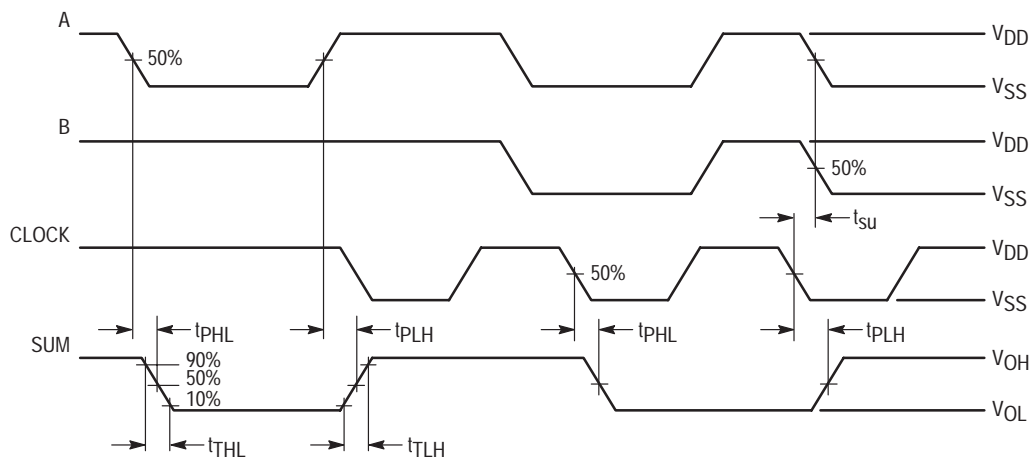 A
50%
VDD
VSS
B
VDD
50%
VSS
tsu
CLOCK
50%
VDD
VSS
tPHL
tPLH
tPHL
tPLH
SUM
90%
50%
10%
VOH
VOL
tTHL
tTLH